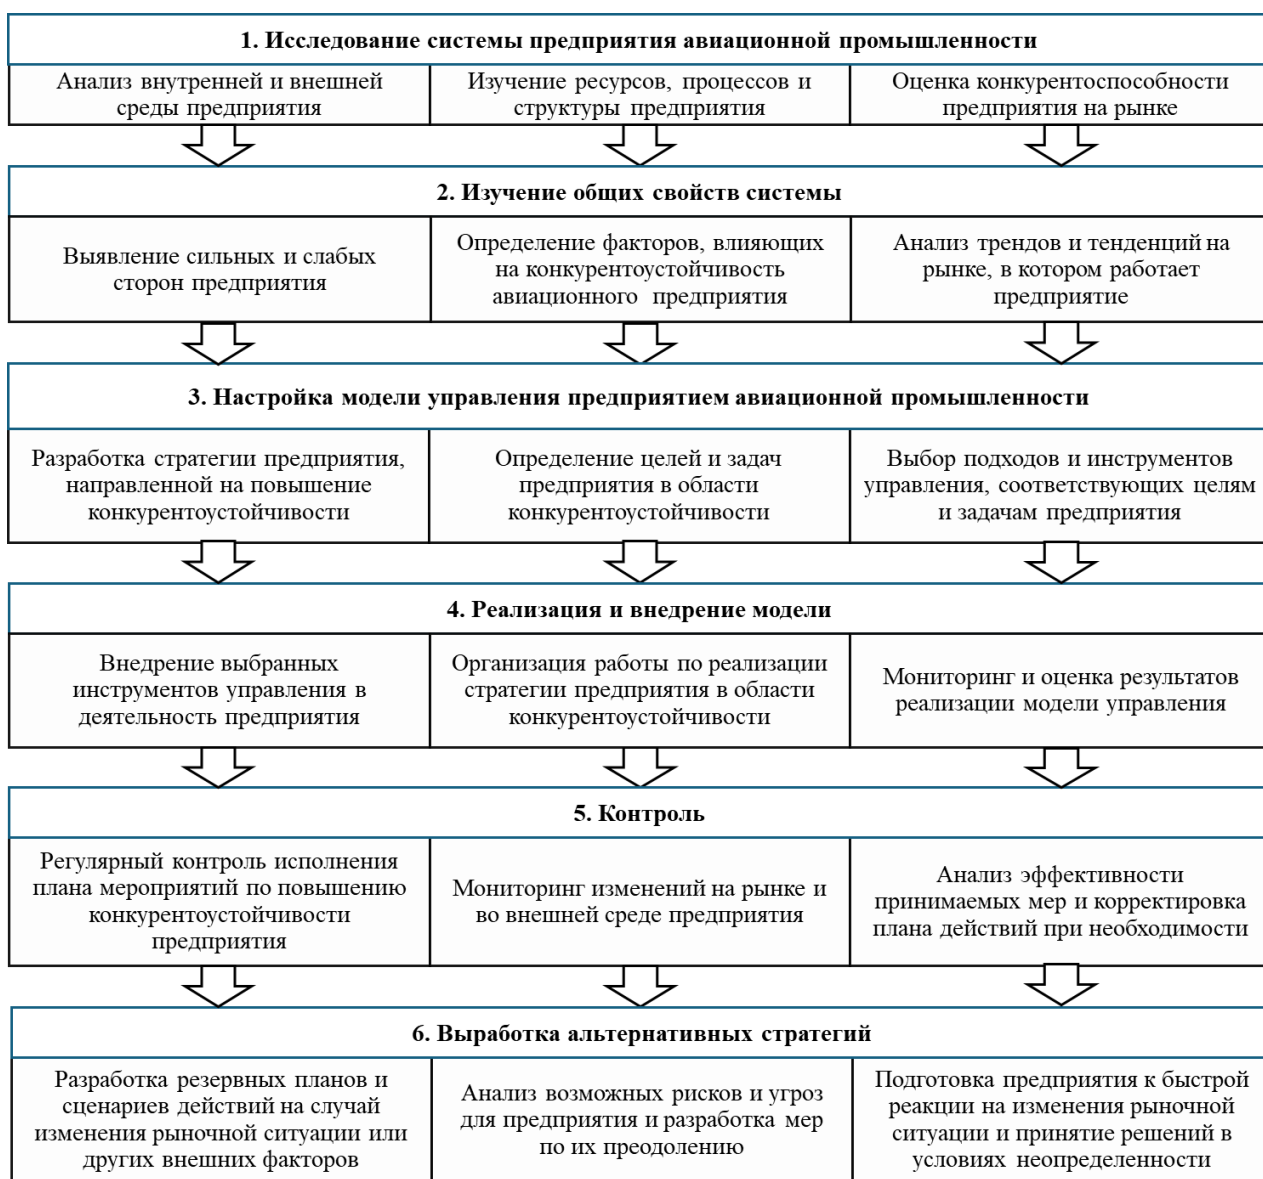 1. Исследование системы предприятия авиационной промышленности
Анализ внутренней и внешней
среды предприятия
Изучение ресурсов, процессов и
структуры предприятия
Оценка конкурентоспособности
предприятия на рынке
2. Изучение общих свойств системы
Выявление сильных и слабых
сторон предприятия
Определение факторов, влияющих
на конкурентоустойчивость
авиационного предприятия
Анализ трендов и тенденций на
рынке, в котором работает
предприятие
3. Настройка модели управления предприятием авиационной промышленности
Разработка стратегии предприятия,
направленной на повышение
конкурентоустойчивости
Определение целей и задач
предприятия в области
конкурентоустойчивости
Выбор подходов и инструментов
управления, соответствующих целям
и задачам предприятия
4. Реализация и внедрение модели
Внедрение выбранных
инструментов управления в
деятельность предприятия
Организация работы по реализации
стратегии предприятия в области
конкурентоустойчивости
Мониторинг и оценка результатов
реализации модели управления
5. Контроль
Регулярный контроль исполнения
плана мероприятий по повышению
конкурентоустойчивости
предприятия
Мониторинг изменений на рынке и
во внешней среде предприятия
Анализ эффективности
принимаемых мер и корректировка
плана действий при необходимости
6. Выработка альтернативных стратегий
Разработка резервных планов и
сценариев действий на случай
изменения рыночной ситуации или
других внешних факторов
Анализ возможных рисков и угроз
для предприятия и разработка мер
по их преодолению
Подготовка предприятия к быстрой
реакции на изменения рыночной
ситуации и принятие решений в
условиях неопределенности